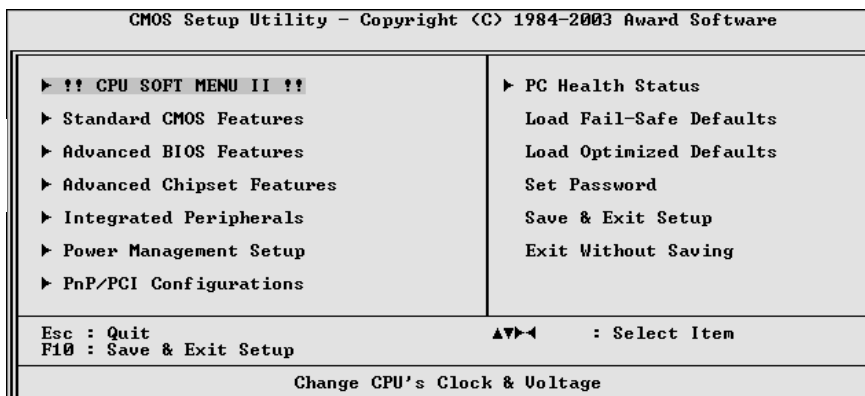 CMOS Setup Utility - Copyright (C) 1984-2003 Award Software
!! CPU SOFT MENU II !!
Standard CMOS Features
Advanced BIOS Features
Advanced Chipset Features
Integrated Peripherals
Power Management Setup
PnP/PCI Configurations
PC Health Status
Load Fail-Safe Defaults
Load Optimized Defaults
Set Password
Save & Exit Setup
Exit Without Saving
Esc : Quit
F10 : Save & Exit Setup
▲▼►◄ : Select Item
Change CPU's Clock & Voltage